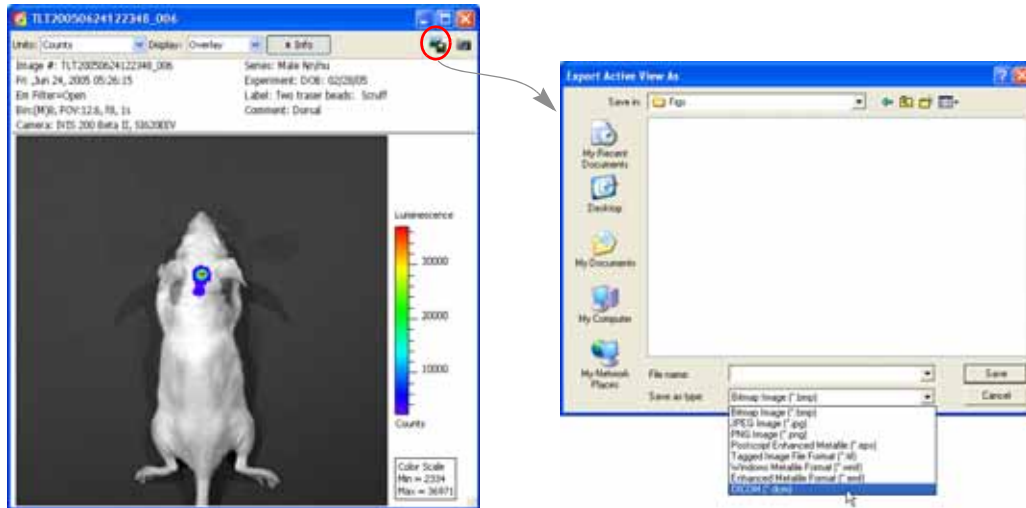 TLT20050624122348_006
Units: Counts Display: Overlay Info
Image #: TLT20050624122348_006
Series: Male Nn/nu
Fri, Jun 24, 2005 05:26:15
Experiment: DOB: 02/28/05
Em Filter=Open
Label: Two traser beads: Scruff
Bin:(M)8, FOV:12.8, f8, 1s
Comment: Dorsal
Camera: IVIS 200 Beta II,
Luminescence
30000
20000
10000
Counts
Color Scale
Min = 2334
Max = 36971
Export Active View As
Save in: Figs
My Recent
Documents
Desktop
My Documents
My Computer
My Network
Places
File name:
Save
Save as type: Bitmap Image (*.bmp)
Cancel
Bitmap Image (*.bmp)
JPEG Image (*.jpg)
PNG Image (*.png)
Postscript Enhanced Metafile (*.eps)
Tagged Image File Format (*.tif)
Windows Metafile Format (*.wmf)
Enhanced Metafile Format (*.emf)
DICOM (*.dcm)